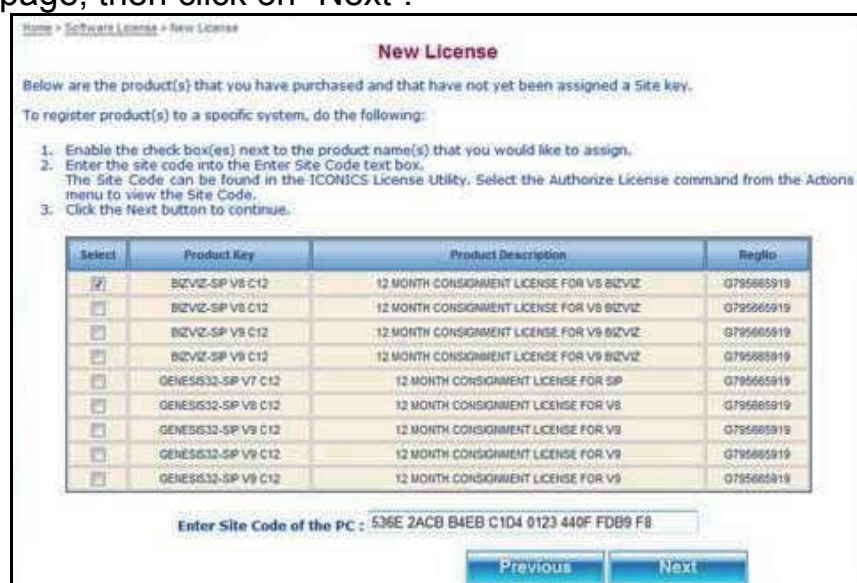 page, then click on "Next".
Home > Software License > New License
New License
Below are the product(s) that you have purchased and that have not yet been assigned a Site key.
To register product(s) to a specific system, do the following:
1. Enable the check box(es) next to the product name(s) that you would like to assign.
2. Enter the site code into the Enter Site Code text box.
The Site Code can be found in the ICONICS License Utility. Select the Authorize License command from the Actions
menu to view the Site Code.
3. Click the Next button to continue.
Select Product Key Product Description RegNo
BIZVIZ-SIP V8 C12 12 MONTH CONSIGNMENT LICENSE FOR V8 BIZVIZ G795665919
BIZVIZ-SIP V8 C12 12 MONTH CONSIGNMENT LICENSE FOR V8 BIZVIZ G795665919
BIZVIZ-SIP V9 C12 12 MONTH CONSIGNMENT LICENSE FOR V9 BIZVIZ G795665919
BIZVIZ-SIP V9 C12 12 MONTH CONSIGNMENT LICENSE FOR V9 BIZVIZ G795665919
GENESIS32-SIP V7 C12 12 MONTH CONSIGNMENT LICENSE FOR SIP G795665919
GENESIS32-SIP V8 C12 12 MONTH CONSIGNMENT LICENSE FOR V8 G795665919
GENESIS32-SIP V9 C12 12 MONTH CONSIGNMENT LICENSE FOR V9 G795665919
GENESIS32-SIP V9 C12 12 MONTH CONSIGNMENT LICENSE FOR V9 G795665919
GENESIS32-SIP V9 C12 12 MONTH CONSIGNMENT LICENSE FOR V9 G795665919
Enter Site Code of the PC : 536E 2ACB B4EB C1D4 0123 440F FDB9 F8
Previous Next